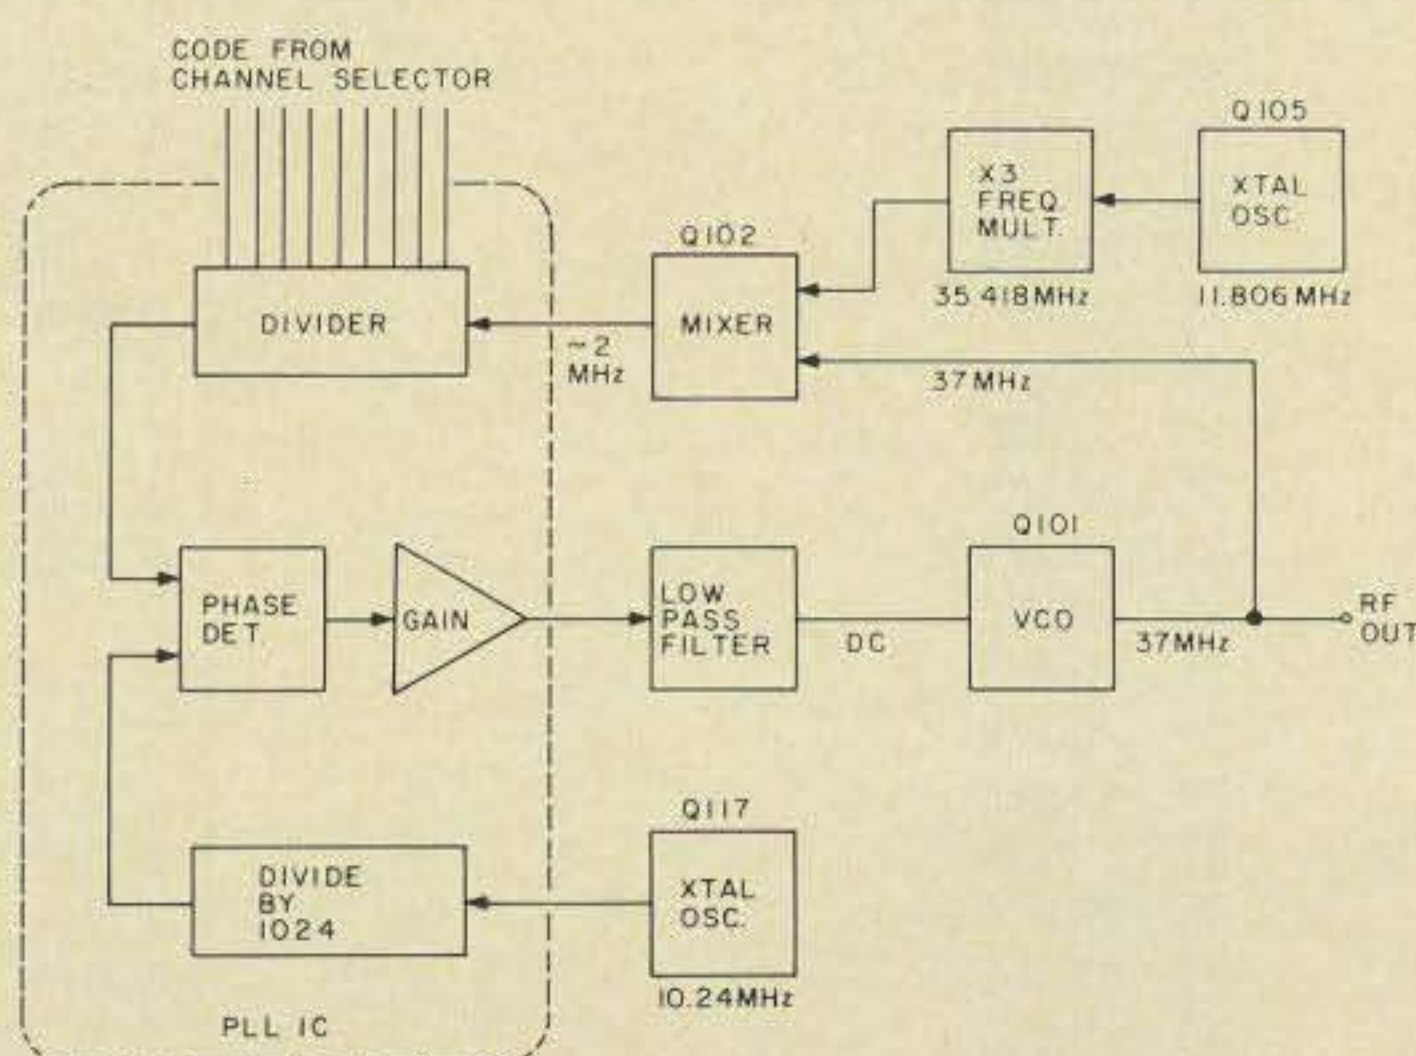 CODE FROM
CHANNEL SELECTOR
Q105
X3
FREQ.
MULT.
XTAL
OSC.
Q102
35 418MHz
11.806MHz
DIVIDER
MIXER
~2
MHz
37MHz
Q101
PHASE
DET.
GAIN
LOW
PASS
FILTER
DC
VCO
37MHz
RF
OUT
Q117
DIVIDE
BY
1024
XTAL
OSC.
10.24MHz
PLL IC